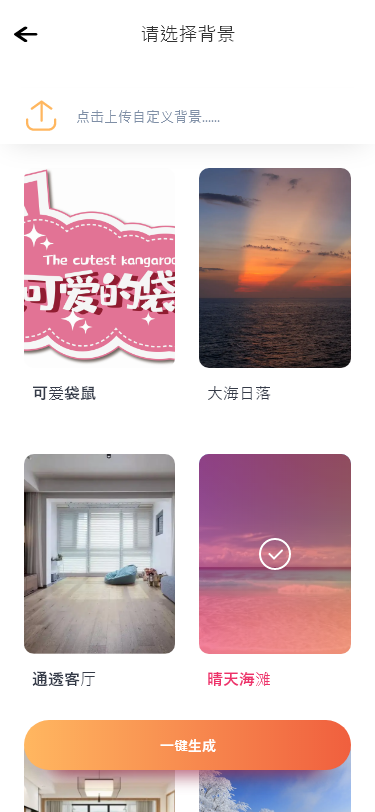 请选择背景
点击上传自定义背景......
The cutest kangaroo
可爱的袋
可爱袋鼠
大海日落
通透客厅
晴天海滩
一键生成